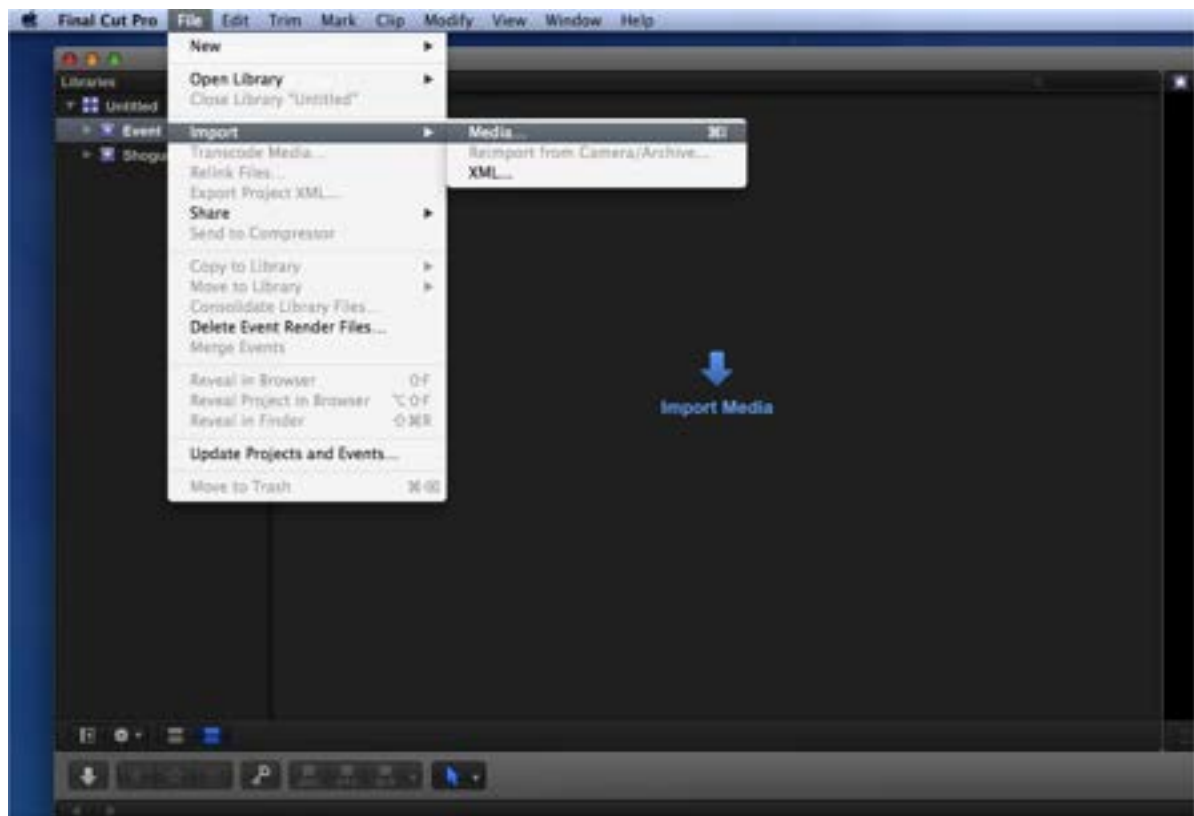 Final Cut Pro File Edit Trim Mark Clip Modify View Window Help
New
Open Library
Close Library "Untitled"
Import
Transcode Media...
Relink Files...
Export Project XML...
Share
Send to Compressor
Copy to Library
Move to Library
Consolidate Library Files...
Delete Event Render Files...
Merge Events
Reveal in Browser ⇧F
Reveal Project in Browser ⌥⇧F
Reveal in Finder ⇧⌘R
Update Projects and Events...
Move to Trash ⌘⌫
Media... ⌘I
Reimport from Camera/Archive...
XML...
Libraries
Untitled
Event
Shogu
Import Media